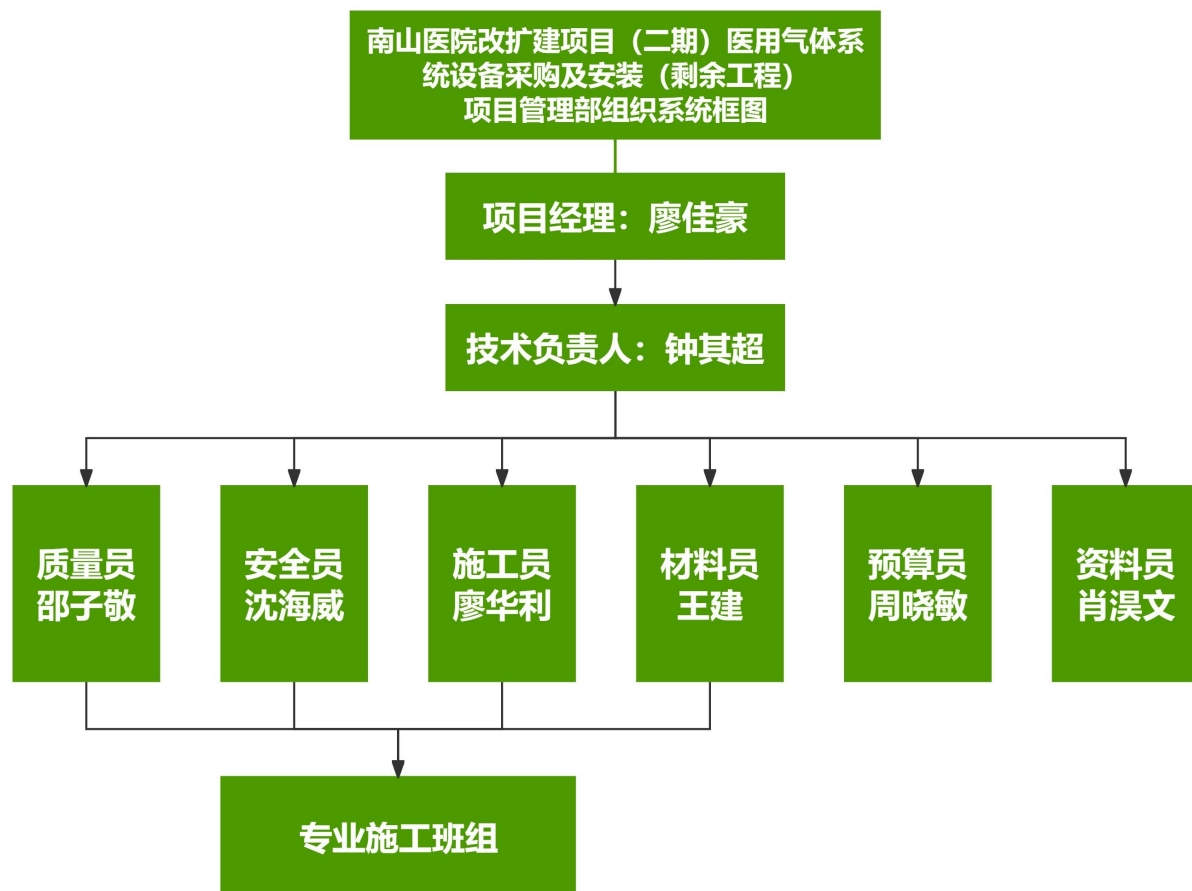 南山医院改扩建项目（二期）医用气体系
统设备采购及安装（剩余工程）
项目管理部组织系统框图
项目经理：廖佳豪
技术负责人：钟其超
质量员
邵子敬
安全员
沈海威
施工员
廖华利
材料员
王建
预算员
周晓敏
资料员
肖淏文
专业施工班组